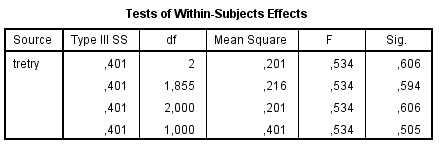 Tests of Within-Subjects Effects
Source Type III SS df Mean Square F Sig.
tretry ,401 2 ,201 ,534 ,606
,401 1,855 ,216 ,534 ,594
,401 2,000 ,201 ,534 ,606
,401 1,000 ,401 ,534 ,505